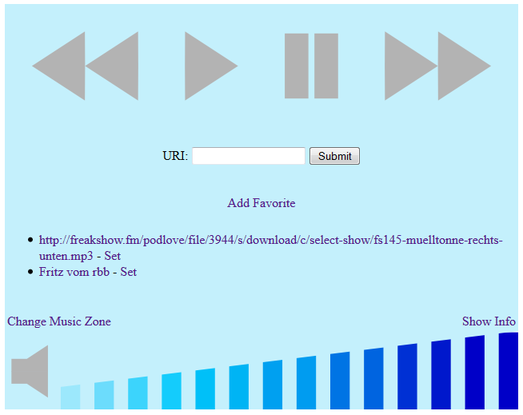 URI:
Submit
Add Favorite
http://freakshow.fm/podlove/file/3944/s/download/c/select-show/fs145-muelltonne-rechts-
unten.mp3 - Set
Fritz vom rbb - Set
Change Music Zone
Show Info